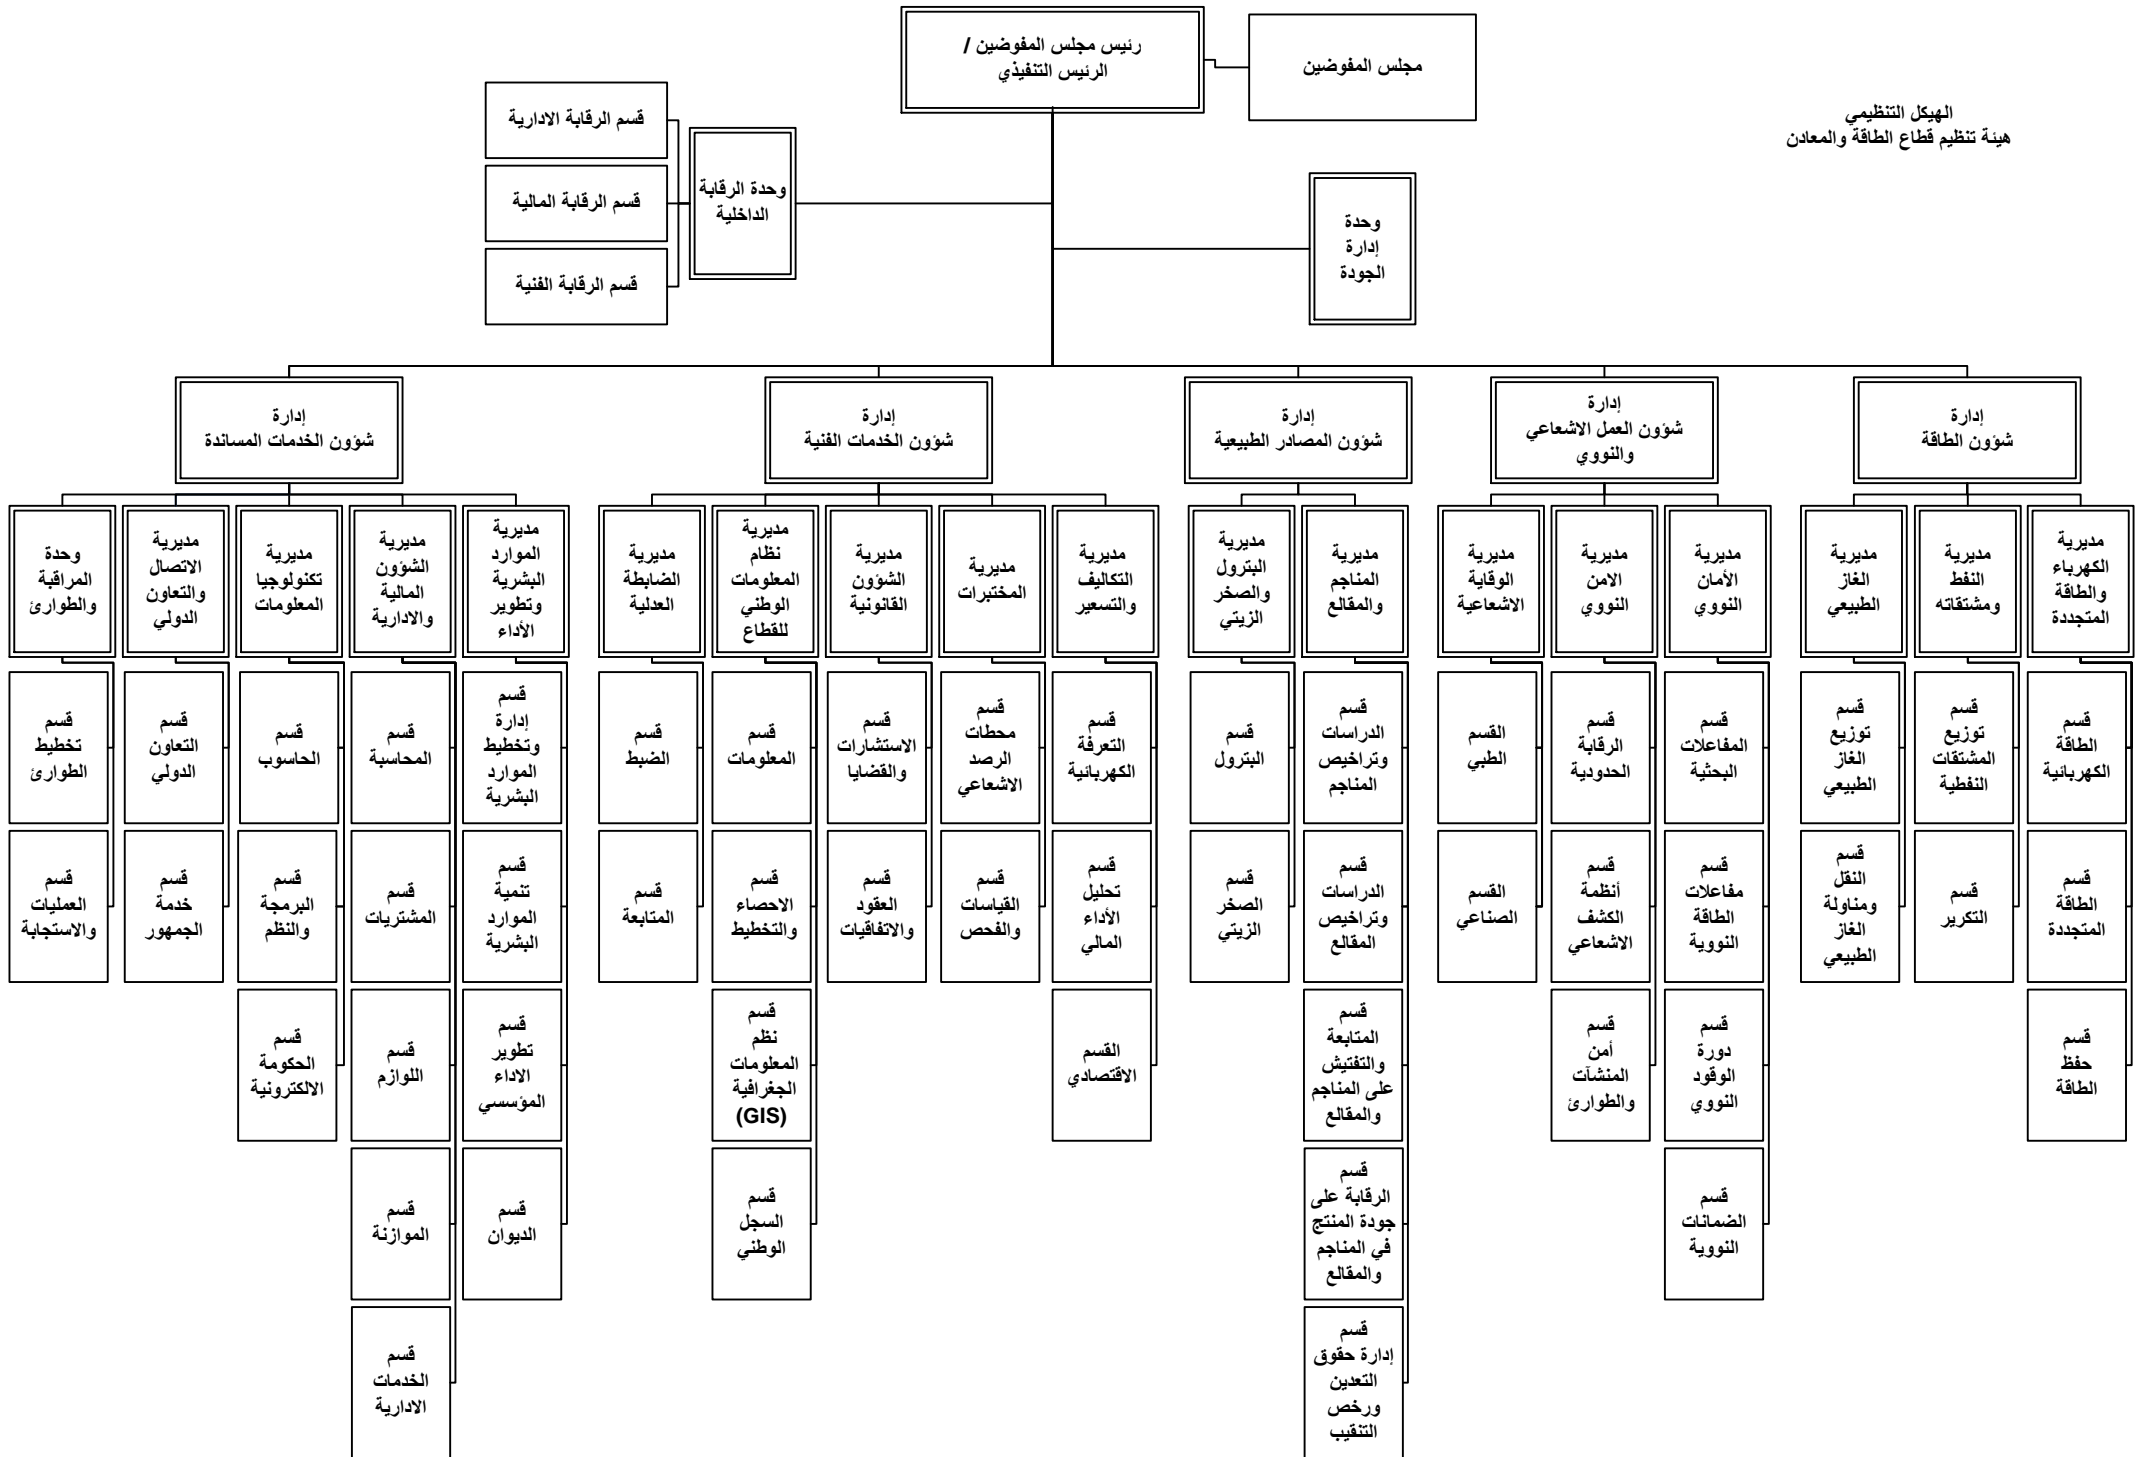 رئيس مجلس المفوضين /
الرئيس التنفيذي
مجلس المفوضين
الهيكل التنظيمي
هيئة تنظيم قطاع الطاقة والمعادن
وحدة
إدارة
الجودة
وحدة الرقابة
الداخلية
قسم الرقابة الادارية
قسم الرقابة المالية
قسم الرقابة الفنية
إدارة
شؤون الطاقة
إدارة
شؤون العمل الاشعاعي
والنووي
إدارة
شؤون المصادر الطبيعية
إدارة
شؤون الخدمات الفنية
إدارة
شؤون الخدمات المساندة
مديرية
الكهرباء
والطاقة
المتجددة
قسم
الطاقة
الكهربائية
قسم
الطاقة
المتجددة
قسم
حفظ
الطاقة
مديرية
النفط
ومشتقاته
قسم
توزيع
المشتقات
النفطية
قسم
التكرير
مديرية
الغاز
الطبيعي
قسم
توزيع
الغاز
الطبيعي
قسم
النقل
ومناولة
الغاز
الطبيعي
مديرية
الأمان
النووي
قسم
المفاعلات
البحثية
قسم
مفاعلات
الطاقة
النووية
قسم
دورة
الوقود
النووي
قسم
الضمانات
النووية
مديرية
الامن
النووي
قسم
الرقابة
الحدودية
قسم
أنظمة
الكشف
الاشعاعي
قسم
أمن
المنشآت
والطوارئ
مديرية
الوقاية
الاشعاعية
القسم
الطبي
القسم
الصناعي
مديرية
المناجم
والمقالع
قسم
الدراسات
وتراخيص
المناجم
قسم
الدراسات
وتراخيص
المقالع
قسم
المتابعة
والتفتيش
على المناجم
والمقالع
قسم
الرقابة على
جودة المنتج
في المناجم
والمقالع
قسم
إدارة حقوق
التعدين
ورخص
التنقيب
مديرية
البترول
والصخر
الزيتي
قسم
البترول
قسم
الصخر
الزيتي
مديرية
التكاليف
والتسعير
قسم
التعرفة
الكهربائية
قسم
تحليل
الأداء
المالي
القسم
الاقتصادي
مديرية
المختبرات
قسم
محطات
الرصد
الاشعاعي
قسم
القياسات
والفحص
مديرية
الشؤون
القانونية
قسم
الاستشارات
والقضايا
قسم
العقود
والاتفاقيات
مديرية
نظام
المعلومات
الوطني
للقطاع
قسم
المعلومات
قسم
الاحصاء
والتخطيط
قسم
نظم
المعلومات
الجغرافية
(GIS)
قسم
السجل
الوطني
مديرية
الضابطة
العدلية
قسم
الضبط
قسم
المتابعة
مديرية
الموارد
البشرية
وتطوير
الأداء
قسم
إدارة
وتخطيط
الموارد
البشرية
قسم
تنمية
الموارد
البشرية
قسم
تطوير
الاداء
المؤسسي
قسم
الديوان
مديرية
الشؤون
المالية
والادارية
قسم
المحاسبة
قسم
المشتريات
قسم
اللوازم
قسم
الموازنة
قسم
الخدمات
الادارية
مديرية
تكنولوجيا
المعلومات
قسم
الحاسوب
قسم
البرمجة
والنظم
قسم
الحكومة
الالكترونية
مديرية
الاتصال
والتعاون
الدولي
قسم
التعاون
الدولي
قسم
خدمة
الجمهور
وحدة
المراقبة
والطوارئ
قسم
تخطيط
الطوارئ
قسم
العمليات
والاستجابة